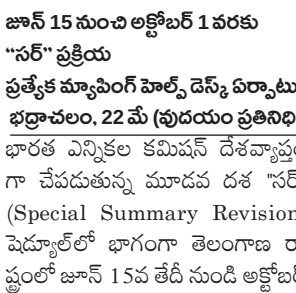 జూన్ 15 నుంచి అక్టోబర్ 1 వరకు
“సర్” ప్రక్రియ
ప్రత్యేక మ్యాపింగ్ హెల్ప్ డెస్క్ ఏర్పాటు
భద్రాచలం, 22 మే (వుదయం ప్రతినిధి
భారత ఎన్నికల కమిషన్ దేశవ్యాప్తం
గా చేపడుతున్న మూడవ దశ "సర్
(Special Summary Revision
షెడ్యూల్‌లో భాగంగా తెలంగాణ రా
ష్ట్రంలో జూన్ 15వ తేదీ నుండి అక్టోబర్